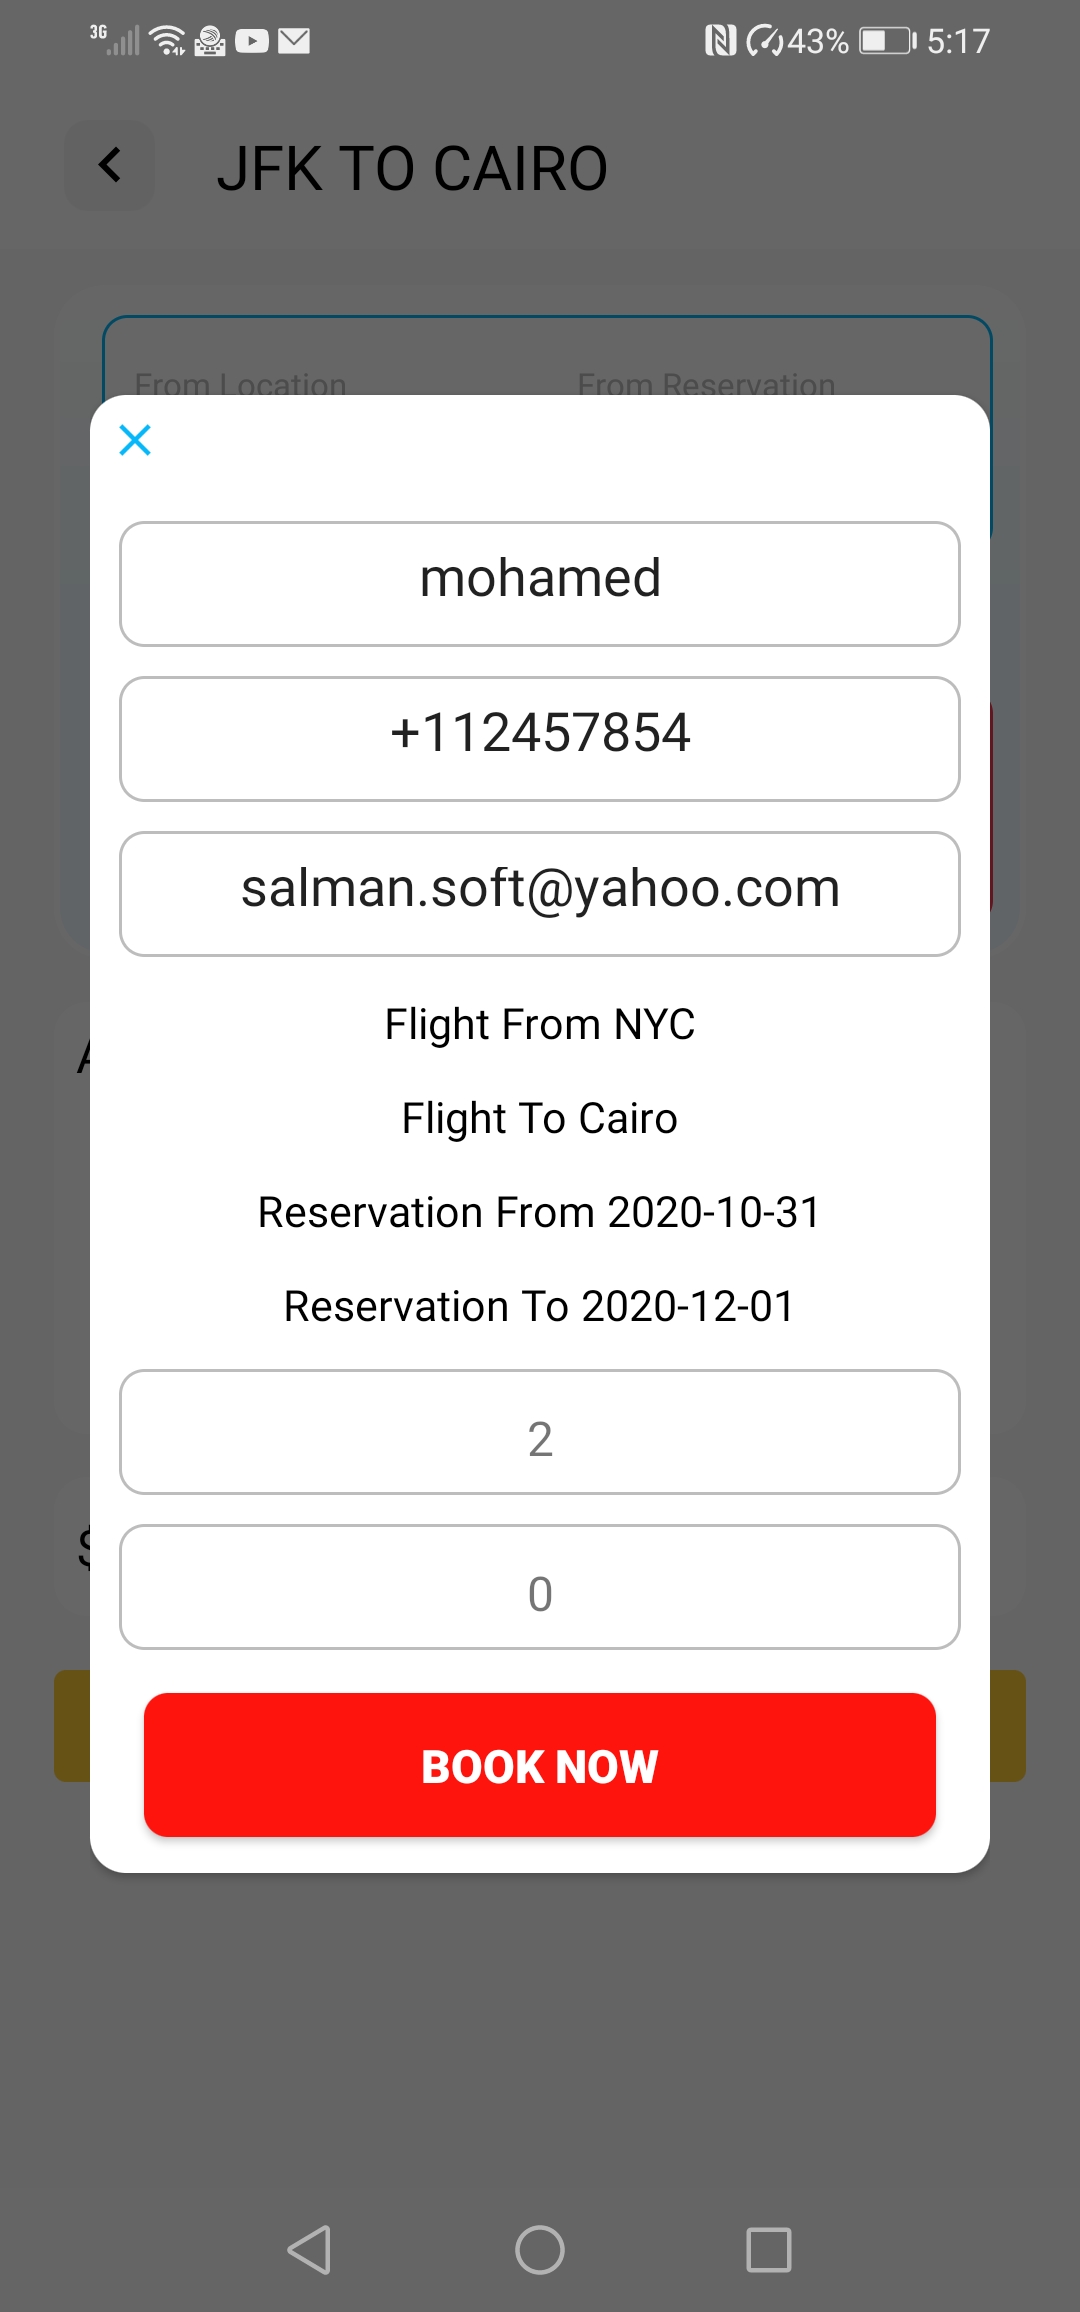 3G 43% 5:17
JFK TO CAIRO
From Location From Reservation
mohamed
+112457854
salman.soft@yahoo.com
Flight From NYC
Flight To Cairo
Reservation From 2020-10-31
Reservation To 2020-12-01
2
0
BOOK NOW